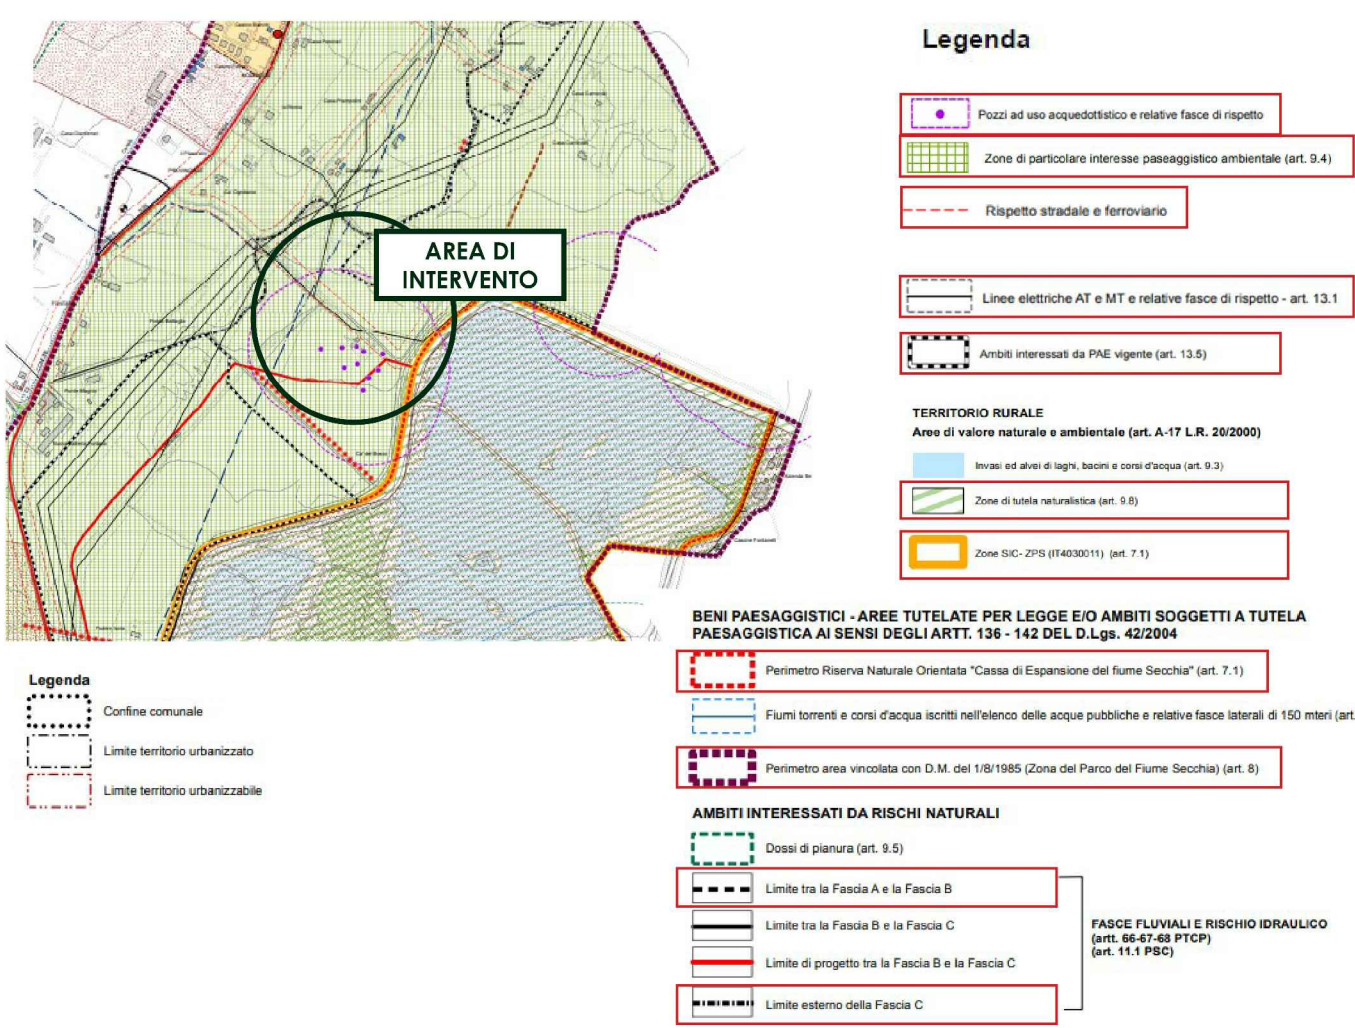 AREA DI
INTERVENTO
Legenda
Pozzi ad uso acquedottistico e relative fasce di rispetto
Zone di particolare interesse paseaggistico ambientale (art. 9.4)
Rispetto stradale e ferroviario
Linee elettriche AT e MT e relative fasce di rispetto - art. 13.1
Ambiti interessati da PAE vigente (art. 13.5)
TERRITORIO RURALE
Aree di valore naturale e ambientale (art. A-17 L.R. 20/2000)
Invasi ed alvei di laghi, bacini e corsi d'acqua (art. 9.3)
Zone di tutela naturalistica (art. 9.8)
Zone SIC- ZPS (IT4030011) (art. 7.1)
BENI PAESAGGISTICI - AREE TUTELATE PER LEGGE E/O AMBITI SOGGETTI A TUTELA
PAESAGGISTICA AI SENSI DEGLI ARTT. 136 - 142 DEL D.Lgs. 42/2004
Perimetro Riserva Naturale Orientata "Cassa di Espansione del fiume Secchia" (art. 7.1)
Fiumi torrenti e corsi d'acqua iscritti nell'elenco delle acque pubbliche e relative fasce laterali di 150 mteri (art.
Perimetro area vincolata con D.M. del 1/8/1985 (Zona del Parco del Fiume Secchia) (art. 8)
AMBITI INTERESSATI DA RISCHI NATURALI
Dossi di pianura (art. 9.5)
Limite tra la Fascia A e la Fascia B
Limite tra la Fascia B e la Fascia C
Limite di progetto tra la Fascia B e la Fascia C
Limite esterno della Fascia C
FASCE FLUVIALI E RISCHIO IDRAULICO
(artt. 66-67-68 PTCP)
(art. 11.1 PSC)
Legenda
Confine comunale
Limite territorio urbanizzato
Limite territorio urbanizzabile